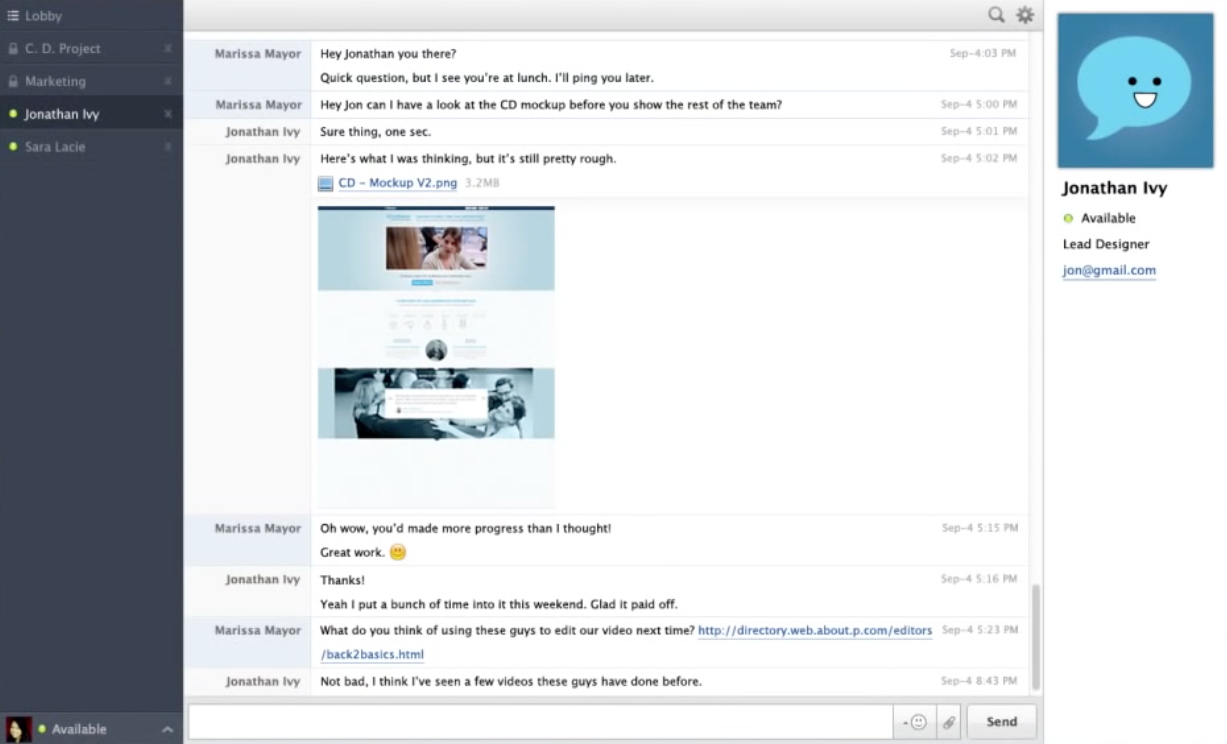 Lobby
C. D. Project
Marketing
Jonathan Ivy
Sara Lacie
Available
Marissa Mayor
Hey Jonathan you there?
Sep-4:03 PM
Quick question, but I see you're at lunch. I'll ping you later.
Marissa Mayor
Hey Jon can I have a look at the CD mockup before you show the rest of the team?
Sep-4 5:00 PM
Jonathan Ivy
Sure thing, one sec.
Sep-4 5:01 PM
Jonathan Ivy
Here's what I was thinking, but it's still pretty rough.
Sep-4 5:02 PM
CD - Mockup V2.png 3.2MB
Marissa Mayor
Oh wow, you'd made more progress than I thought!
Sep-4 5:15 PM
Great work.
Jonathan Ivy
Thanks!
Sep-4 5:16 PM
Yeah I put a bunch of time into it this weekend. Glad it paid off.
Marissa Mayor
What do you think of using these guys to edit our video next time? http://directory.web.about.p.com/editors
Sep-4 5:23 PM
/back2basics.html
Jonathan Ivy
Not bad, I think I've seen a few videos these guys have done before.
Sep-4 8:43 PM
Send
Jonathan Ivy
Available
Lead Designer
jon@gmail.com